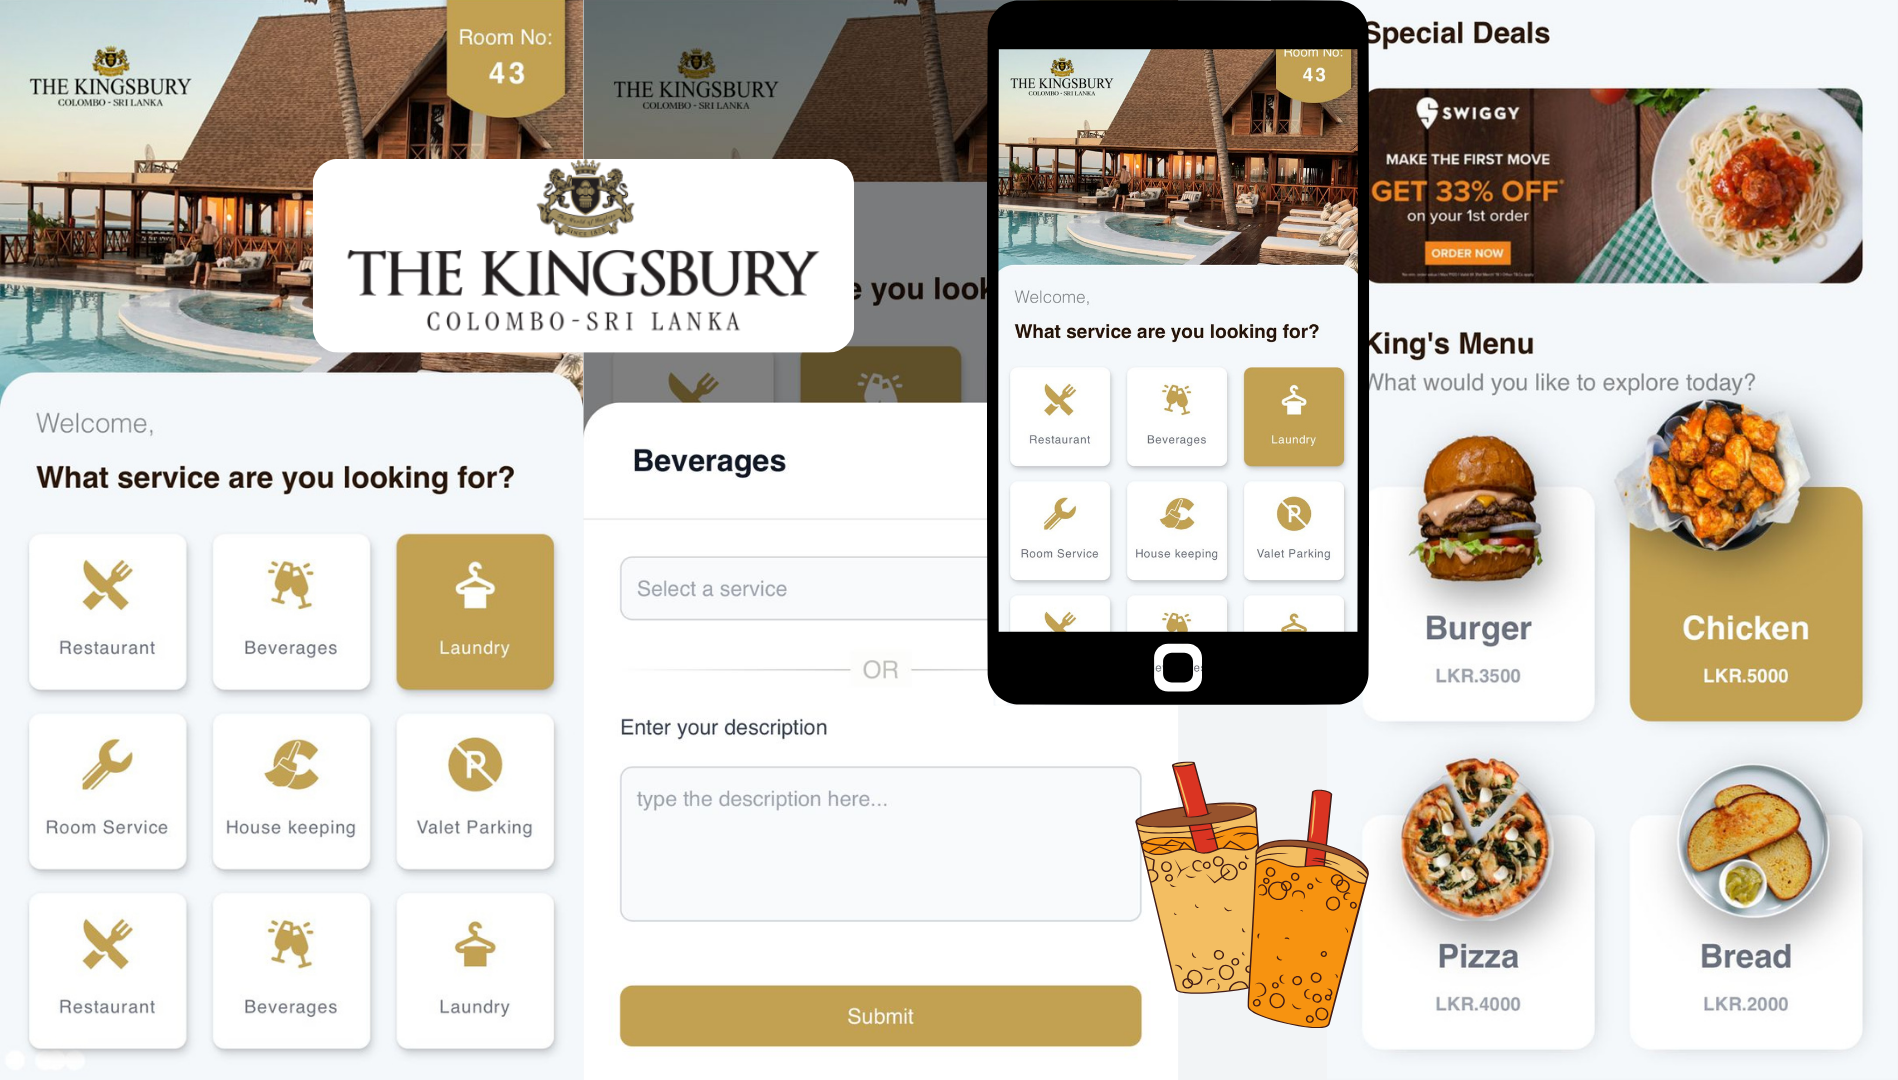 THE KINGSBURY
COLOMBO - SRI LANKA
Room No:
43
Welcome,
What service are you looking for?
Restaurant
Beverages
Laundry
Room Service
House keeping
Valet Parking
Restaurant
Beverages
Laundry
THE KINGSBURY
COLOMBO-SRI LANKA
THE KINGSBURY
COLOMBO - SRI LANKA
e you look
Beverages
Select a service
OR
Enter your description
type the description here...
Submit
THE KINGSBURY
COLOMBO - SRI LANKA
Room No:
43
Welcome,
What service are you looking for?
Restaurant
Beverages
Laundry
Room Service
House keeping
Valet Parking
Special Deals
SWIGGY
MAKE THE FIRST MOVE
GET 33% OFF*
on your 1st order
ORDER NOW
King's Menu
What would you like to explore today?
Burger
LKR.3500
Chicken
LKR.5000
Pizza
LKR.4000
Bread
LKR.2000